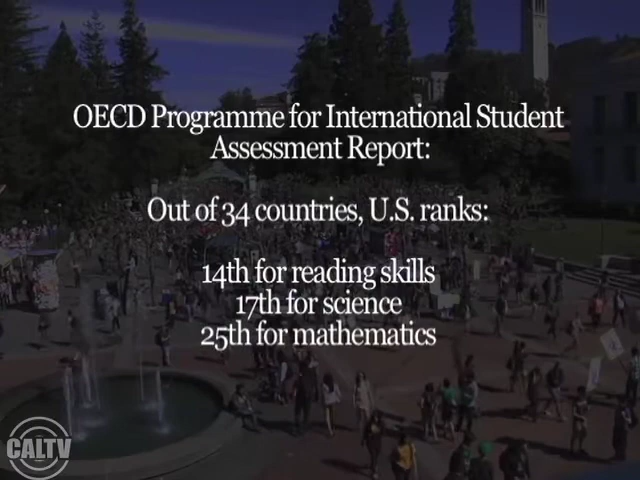 OECD Programme for International Student
Assessment Report:
Out of 34 countries, U.S. ranks:
14th for reading skills
17th for science
25th for mathematics
CALTV